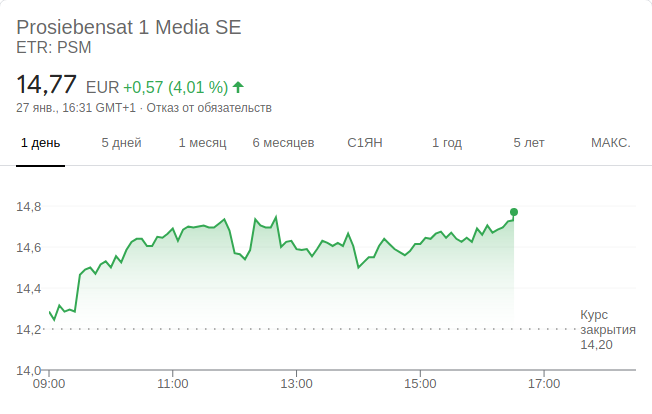 Prosiebensat 1 Media SE
ETR: PSM
14,77 EUR +0,57 (4,01 %)
27 янв., 16:31 GMT+1 · Отказ от обязательств
1 день 5 дней 1 месяц 6 месяцев С1ЯН 1 год 5 лет МАКС.
14,8
14,6
14,4
14,2
14,0
Курс
закрытия
14,20
09:00 11:00 13:00 15:00 17:00